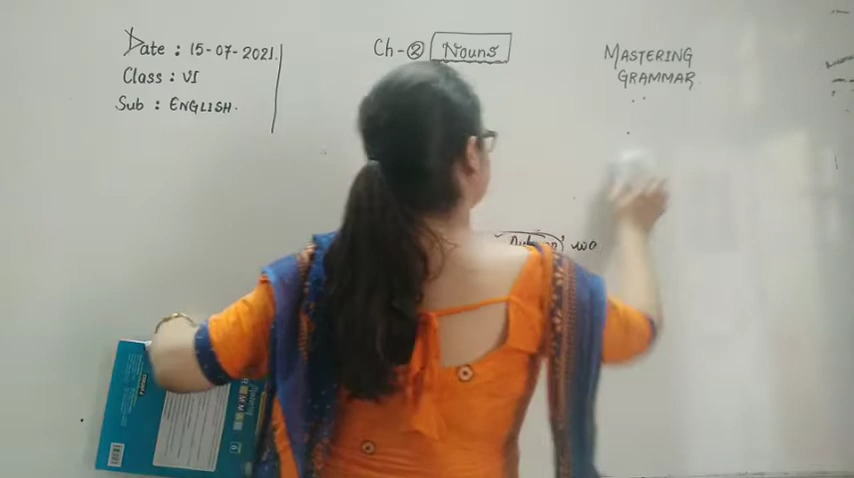 Date : 15-07-2021.
Class : VI
Sub : ENGLISH.
Ch-② Nouns
MASTERING
GRAMMAR